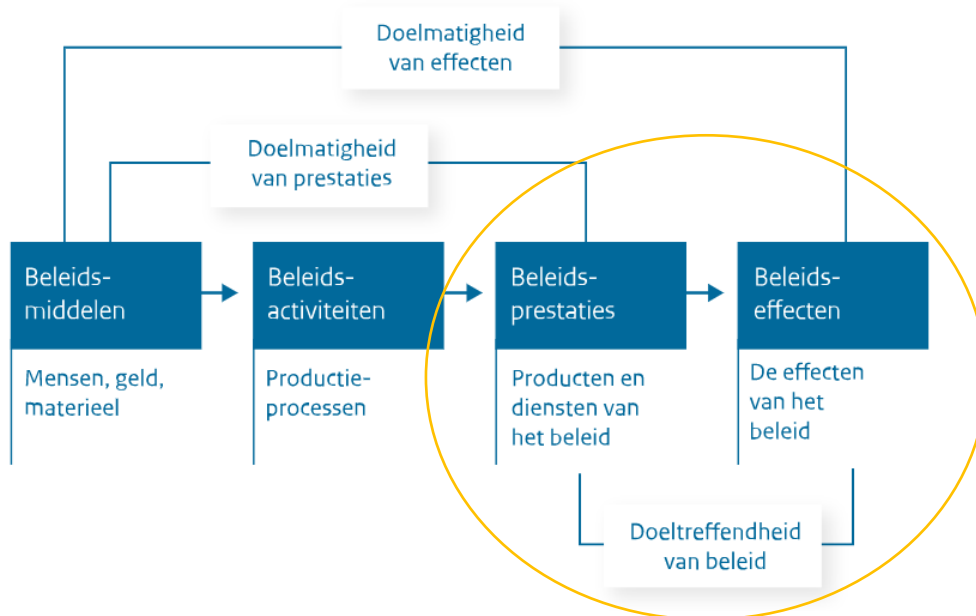 Doelmatigheid
van effecten
Doelmatigheid
van prestaties
Beleids-
middelen
Beleids-
activiteiten
Beleids-
prestaties
Beleids-
effecten
Mensen, geld,
materieel
Productie-
processen
Producten en
diensten van
het beleid
De effecten
van het
beleid
Doeltreffendheid
van beleid